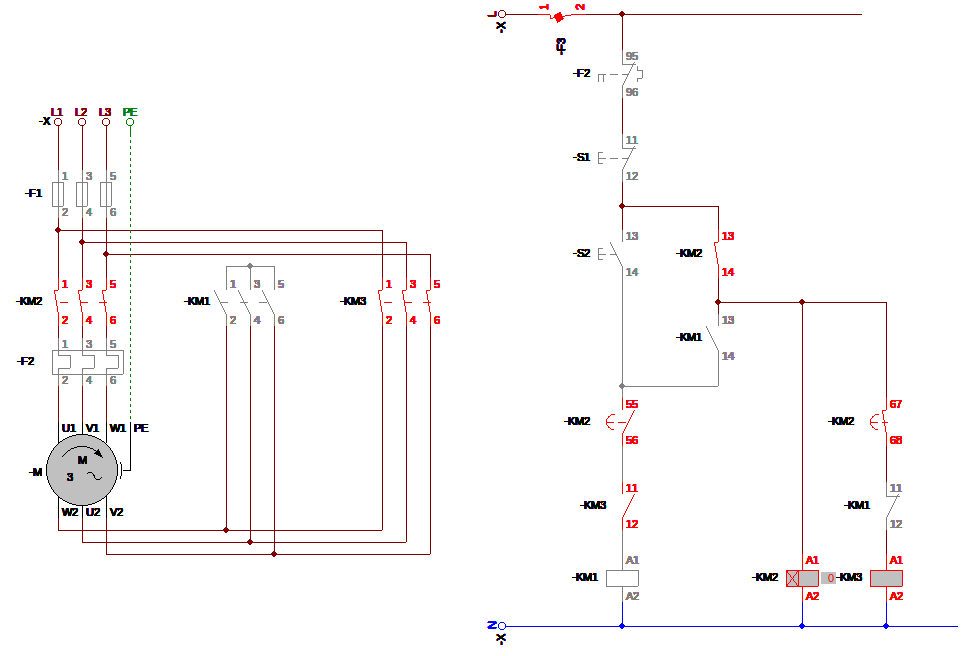 L1 L2 L3 PE
-X
1 3 5
-F1
2 4 6
1 3 5
-KM2
2 4 6
1 3 5
-KM1
2 4 6
1 3 5
-KM3
2 4 6
1 3 5
-F2
2 4 6
U1 V1 W1 PE
M
3
-M
W2 U2 V2
L
-X
1 2
-F3
95
-F2
96
11
-S1
12
13
-S2
14
13
-KM2
14
13
-KM1
14
55
-KM2
56
67
-KM2
68
11
-KM3
12
11
-KM1
12
A1
-KM1
A2
A1
-KM2
0
A2
A1
-KM3
A2
N
-X